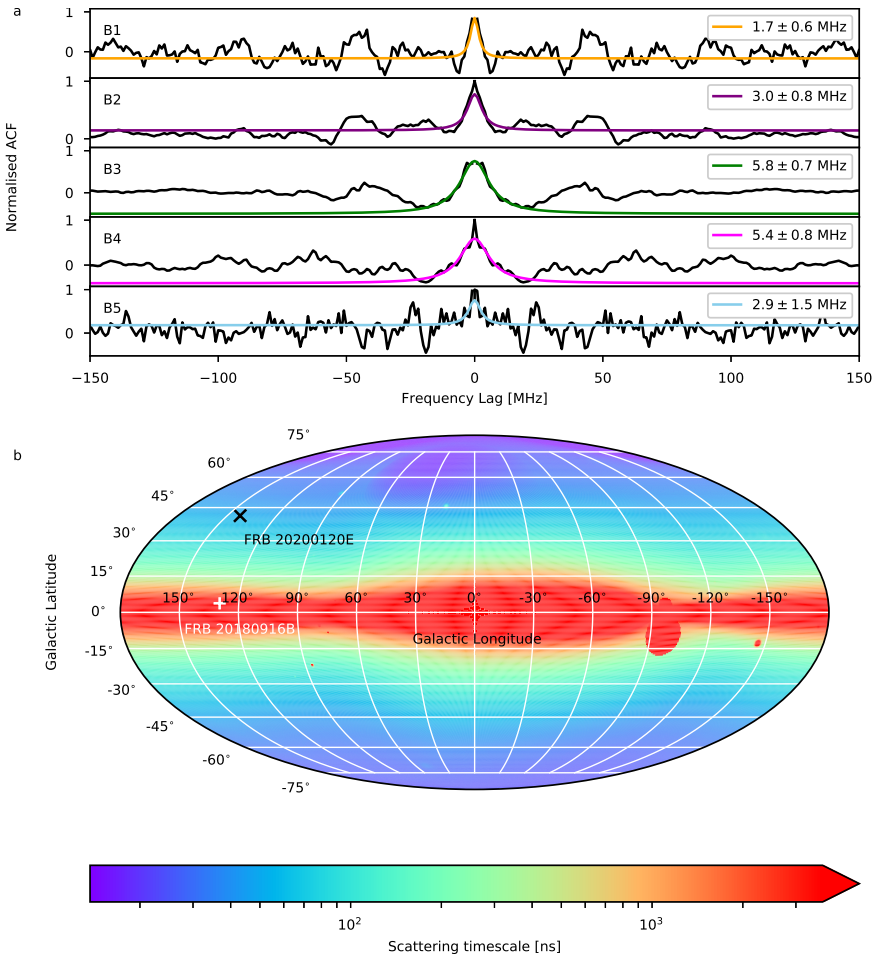 a
Normalised ACF
1
0
B1
1.7 ± 0.6 MHz
1
0
B2
3.0 ± 0.8 MHz
1
0
B3
5.8 ± 0.7 MHz
1
0
B4
5.4 ± 0.8 MHz
1
0
B5
2.9 ± 1.5 MHz
−150 −100 −50 0 50 100 150
Frequency Lag [MHz]
b
Galactic Latitude
75°
60°
45°
30°
15°
0°
-15°
-30°
-45°
-60°
-75°
FRB 20200120E
150° 120° 90° 60° 30° 0° -30° -60° -90° -120° -150°
FRB 20180916B
Galactic Longitude
10² 10³
Scattering timescale [ns]